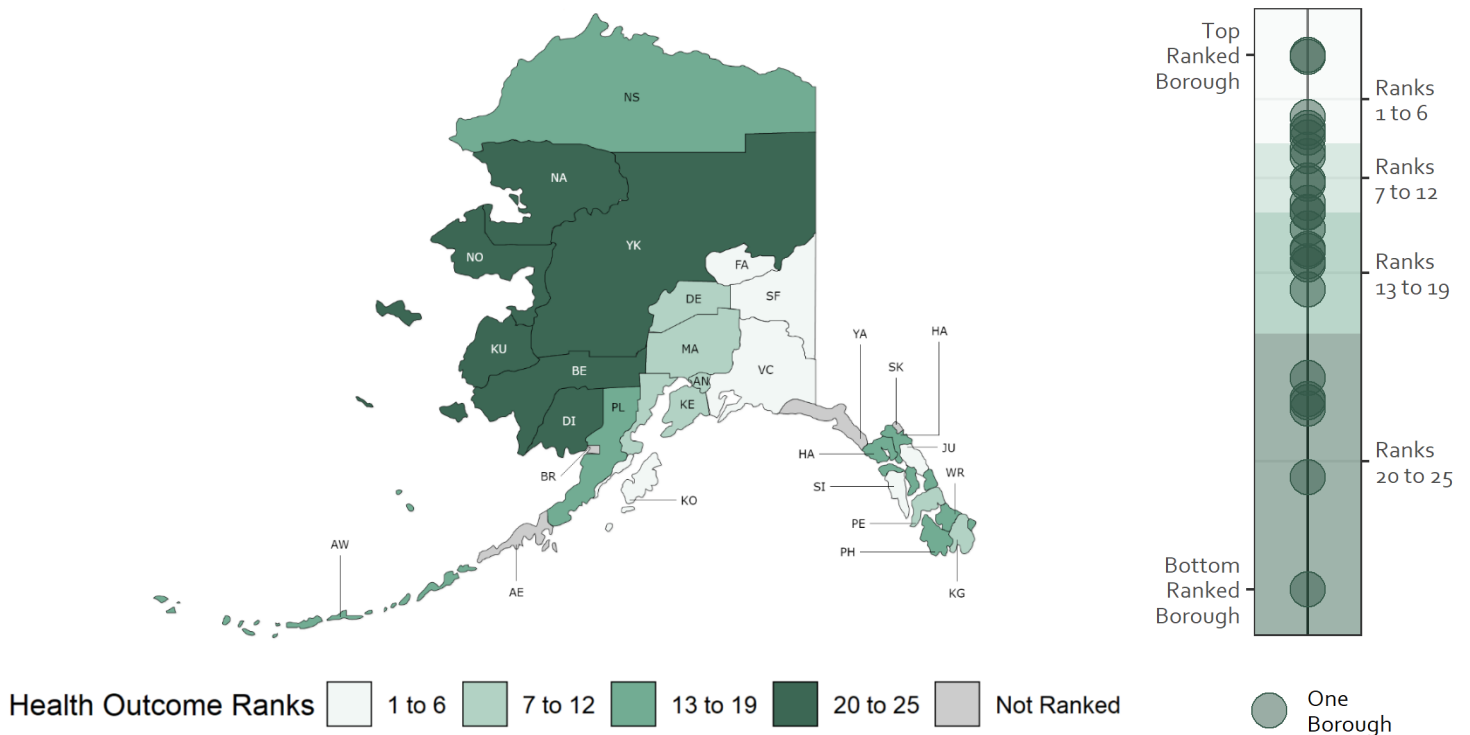 NS
NA
YK
NO
FA
SF
DE
KU
MA
VC
BE
AN
KE
PL
DI
BR
KO
AW
AE
YA
HA
SK
HA
JU
SI
WR
PE
PH
KG
Top
Ranked
Borough
Ranks
1 to 6
Ranks
7 to 12
Ranks
13 to 19
Ranks
20 to 25
Bottom
Ranked
Borough
Health Outcome Ranks 1 to 6 7 to 12 13 to 19 20 to 25 Not Ranked
One
Borough